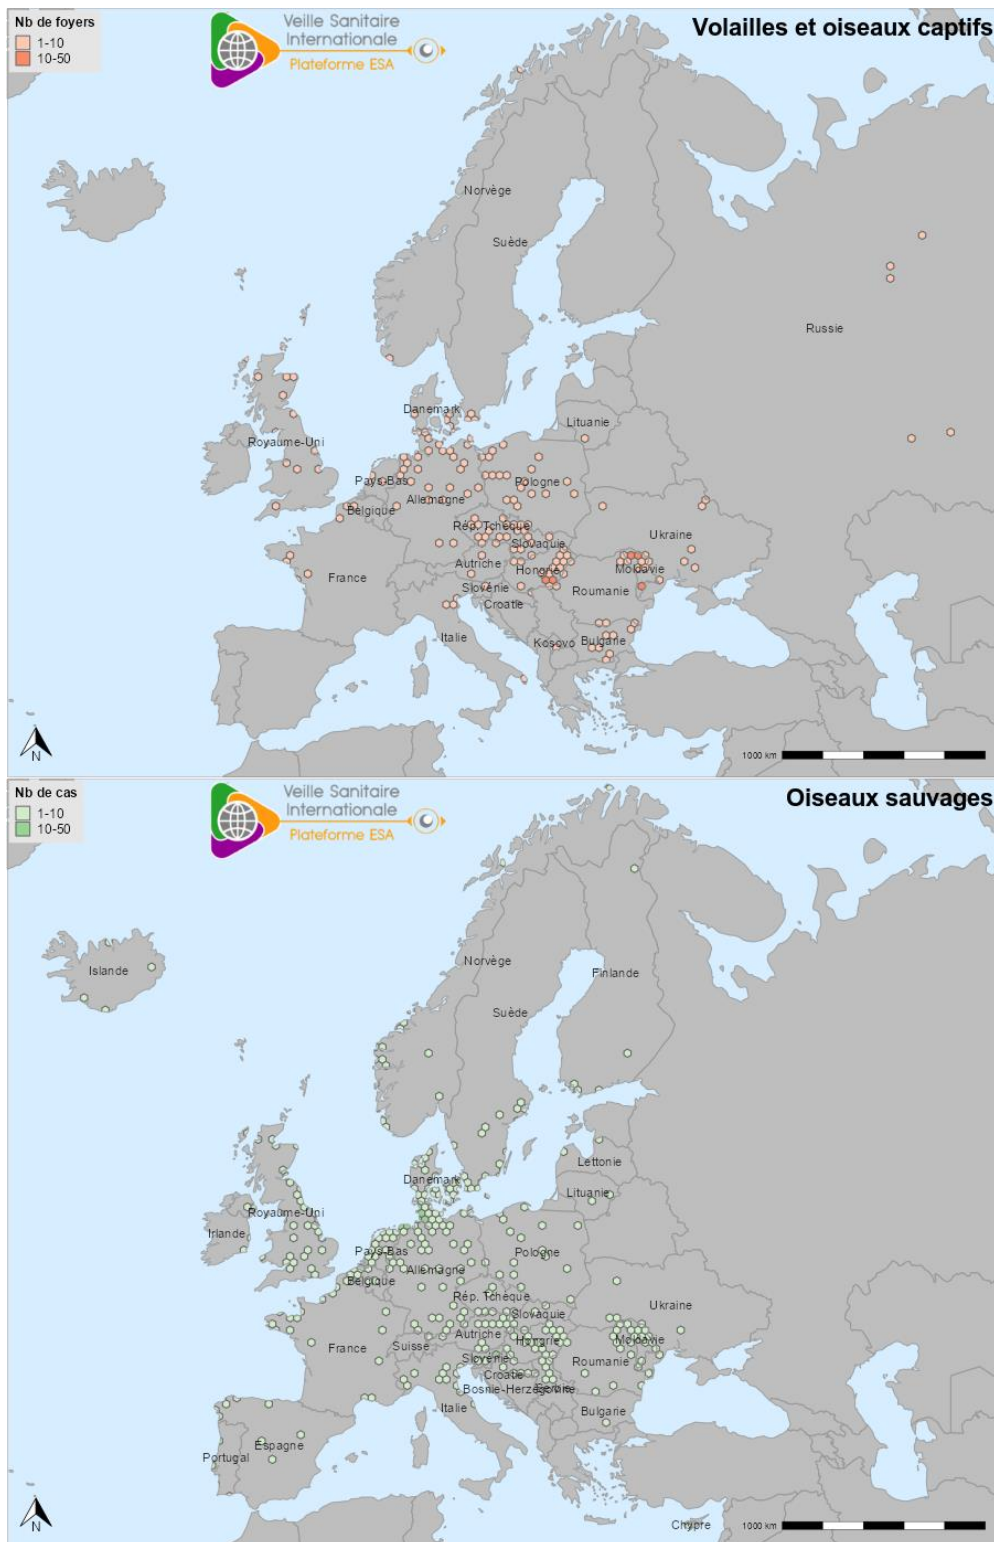 Nb de foyers
1-10
10-50
Veille Sanitaire
Internationale
Plateforme ESA
Volailles et oiseaux captifs
Norvège
Suède
Russie
Danemark
Lituanie
Royaume-Uni
Pays-Bas
Pologne
Allemagne
Belgique
Rép. Tchèque
Ukraine
Slovaquie
Autriche
Hongrie
Moldavie
France
Slovénie
Roumanie
Croatie
Italie
Kosovo
Bulgarie
N
1000 km
Nb de cas
1-10
10-50
Veille Sanitaire
Internationale
Plateforme ESA
Oiseaux sauvages
Islande
Norvège
Finlande
Suède
Lettonie
Danemark
Lituanie
Royaume-Uni
Irlande
Pays-Bas
Pologne
Allemagne
Belgique
Rép. Tchèque
Ukraine
Slovaquie
Autriche
Hongrie
Moldavie
France
Suisse
Slovénie
Roumanie
Croatie
Bosnie-Herzégovine
Serbie
Italie
Bulgarie
Espagne
Portugal
Chypre
N
1000 km